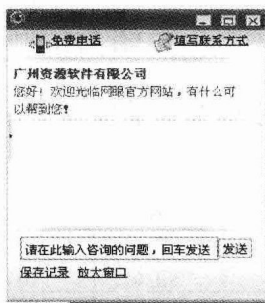 免费电话 填写联系方式
广州资源软件有限公司
您好！欢迎光临网眼官方网站，有什么可
以帮到您！
请在此输入咨询的问题，回车发送 发送
保存记录 放大窗口